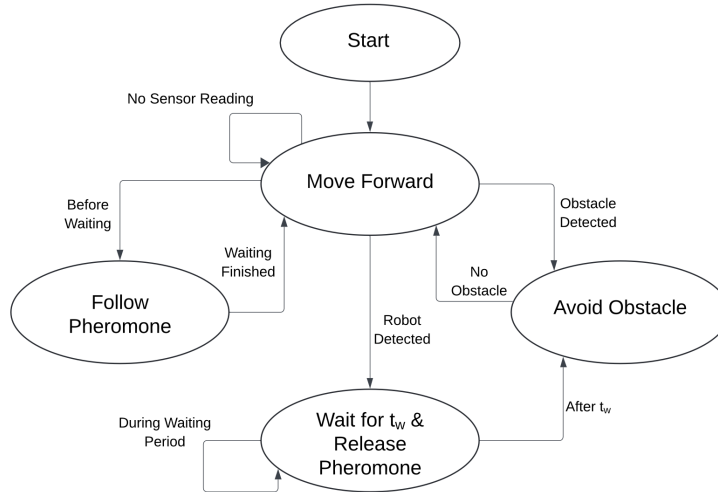 Start
No Sensor Reading
Move Forward
Before
Waiting
Obstacle
Detected
Waiting
Finished
No
Obstacle
Follow
Pheromone
Avoid Obstacle
Robot
Detected
During Waiting
Period
Wait for tw &
Release
Pheromone
After tw